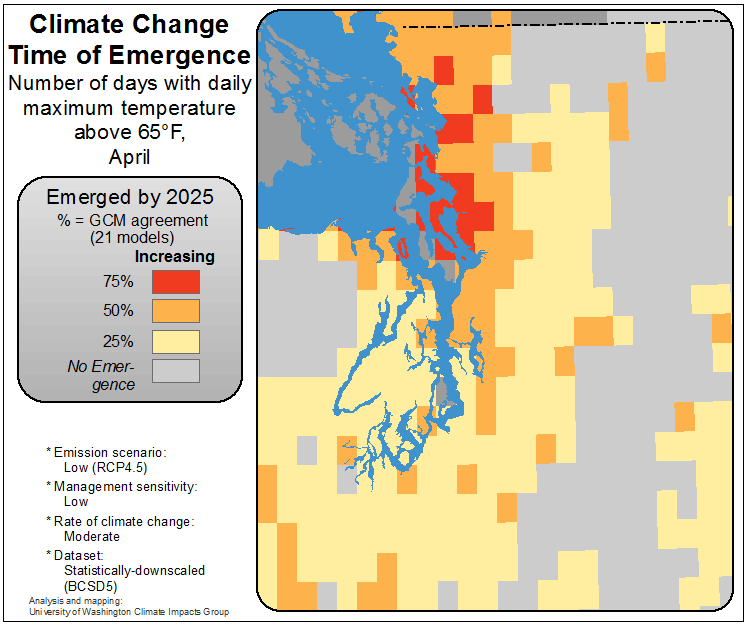 Climate Change
Time of Emergence
Number of days with daily
maximum temperature
above 65°F,
April
Emerged by 2025
% = GCM agreement
(21 models)
Increasing
75%
50%
25%
No Emer-
gence
* Emission scenario:
Low (RCP4.5)
* Management sensitivity:
Low
* Rate of climate change:
Moderate
* Dataset:
Statistically-downscaled
(BCSD5)
Analysis and mapping:
University of Washington Climate Impacts Group